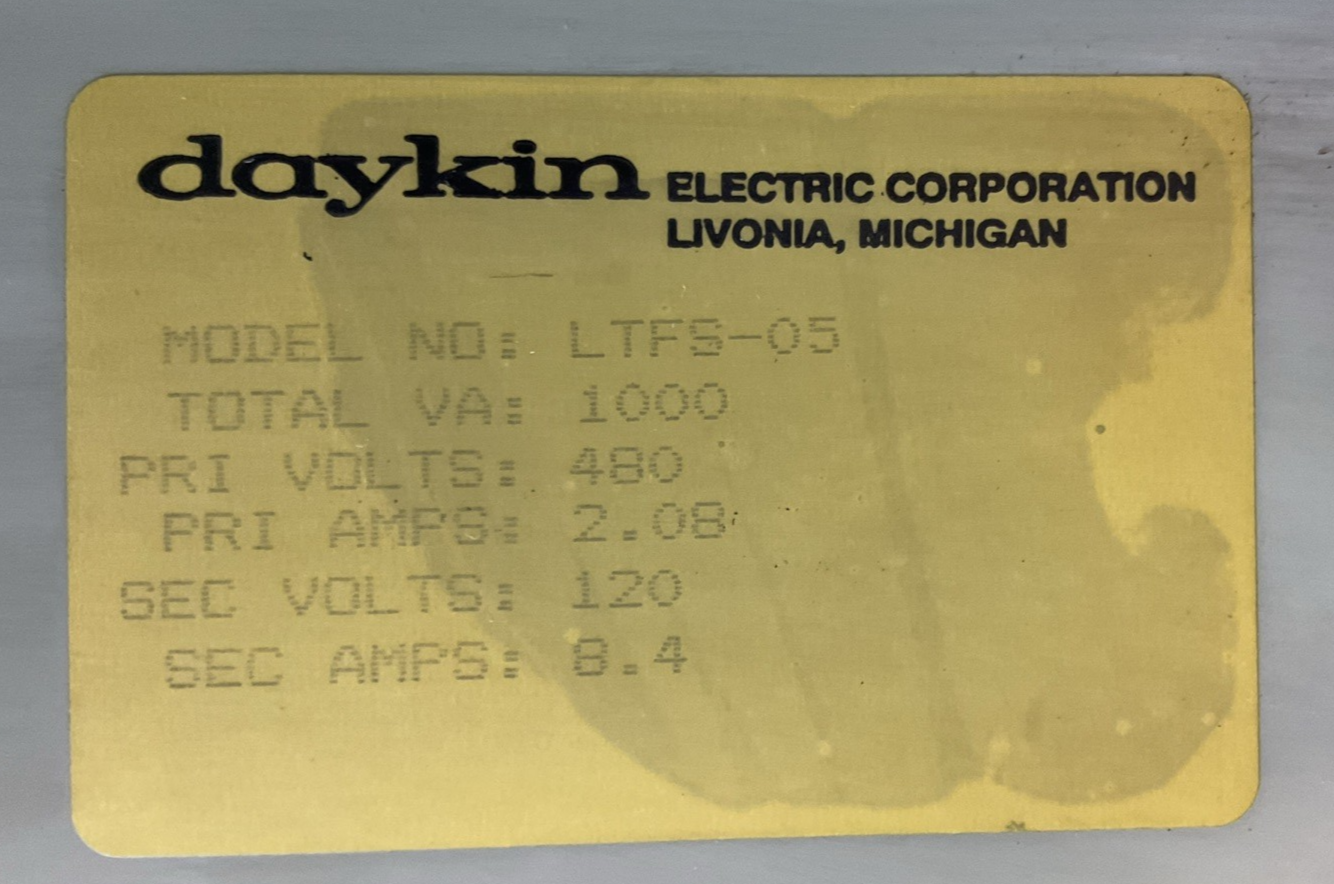 daykin ELECTRIC CORPORATION
LIVONIA, MICHIGAN
MODEL NO: LTFS-05
TOTAL VA: 1000
PRI VOLTS: 480
PRI AMPS: 2.08
SEC VOLTS: 120
SEC AMPS: 8.4